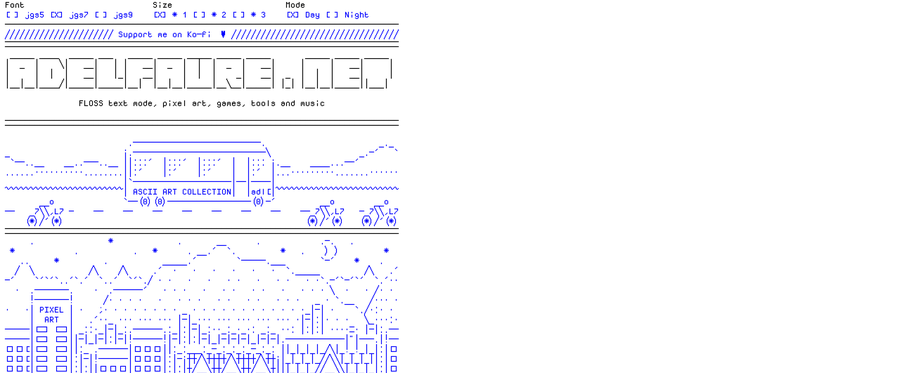 Font Size Mode
[ ] jgs5 [X] jgs7 [ ] jgs9 [X] * 1 [ ] * 2 [ ] * 3 [X] Day [ ] Night
Support me on Ko-fi ♥
ADELFAURE.NET
FLOSS text mode, pixel art, games, tools and music
ASCII ART COLLECTION
PIXEL
ART